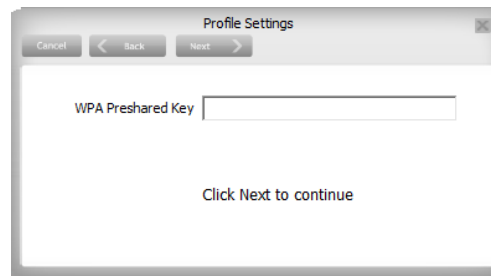 Profile Settings
Cancel Back Next
WPA Preshared Key
Click Next to continue